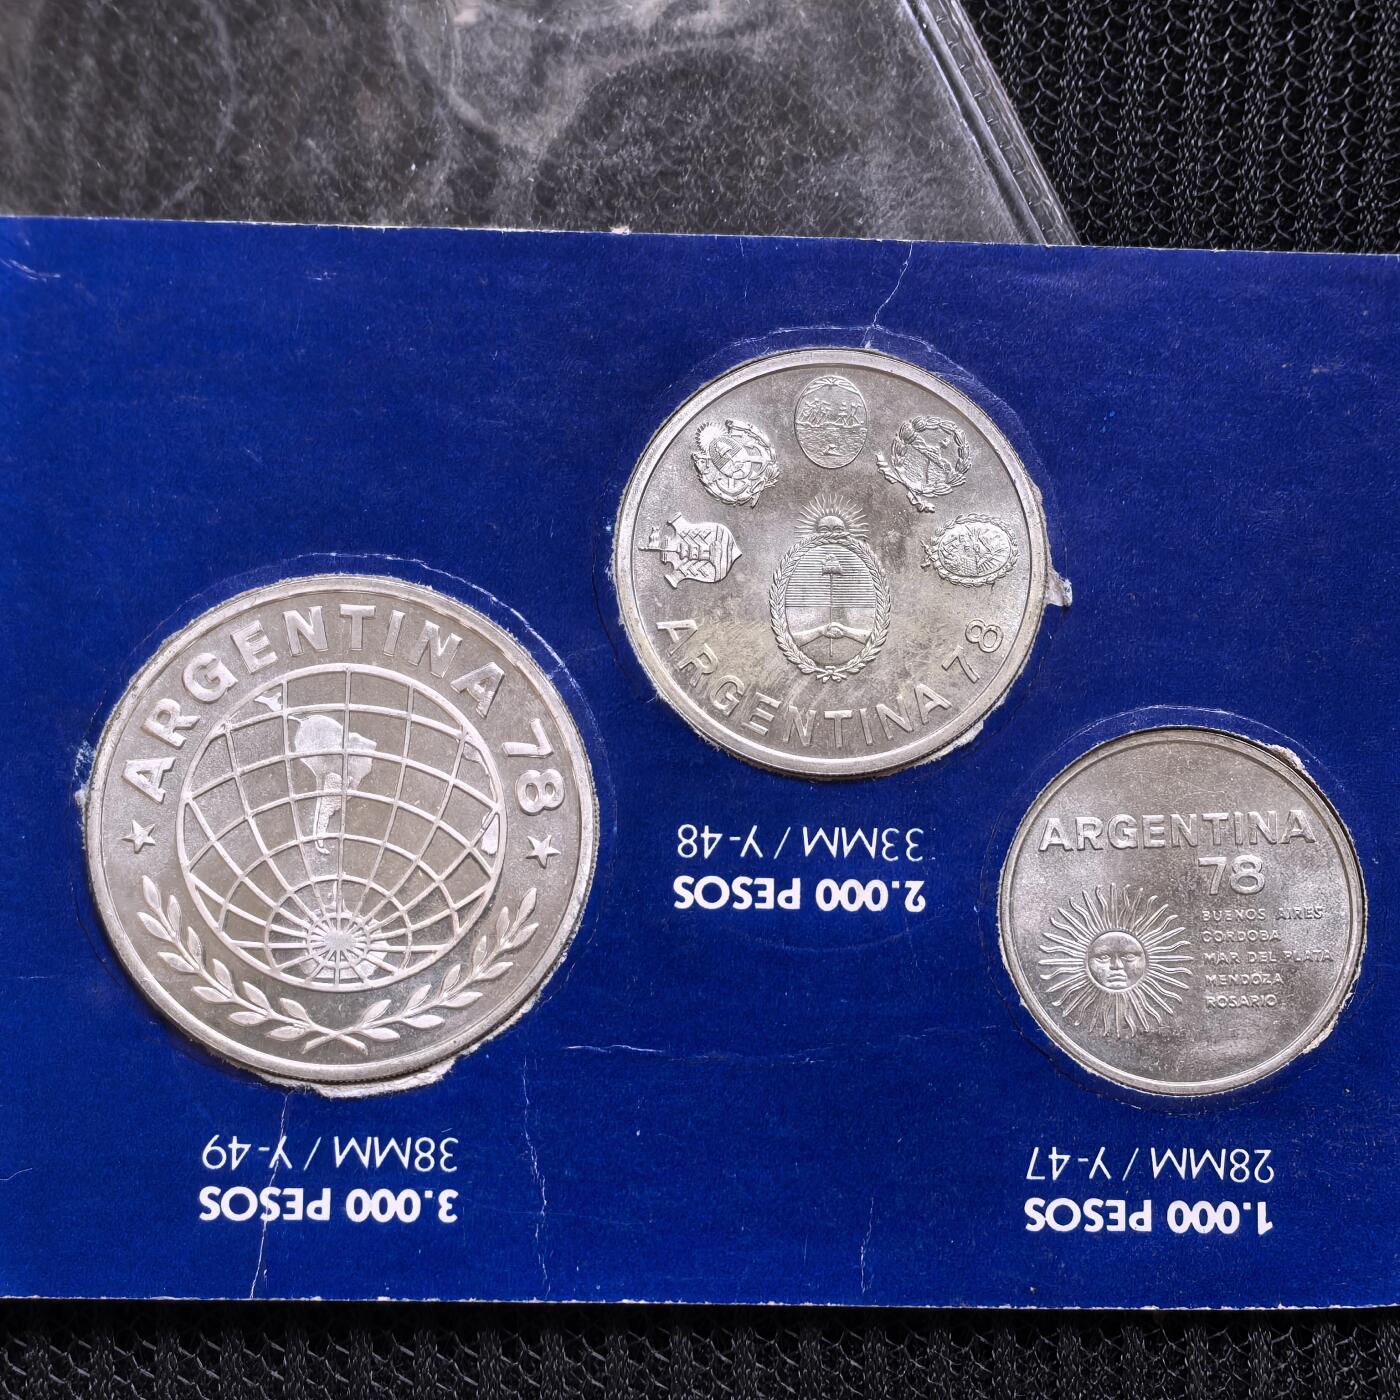 ARGENTINA 78
ARGENTINA 78
2.000 PESOS
33MM / Y-48
ARGENTINA
78
BUENOS AIRES
CORDOBA
MAR DEL PLATA
MENDOZA
ROSARIO
3.000 PESOS
38MM / Y-49
1.000 PESOS
28MM / Y-47